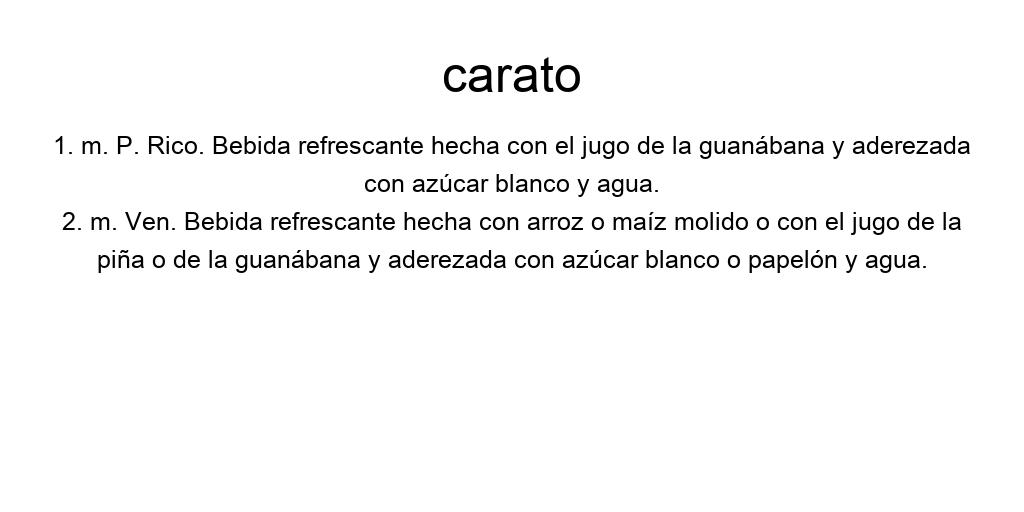 carato
1. m. P. Rico. Bebida refrescante hecha con el jugo de la guanábana y aderezada
con azúcar blanco y agua.
2. m. Ven. Bebida refrescante hecha con arroz o maíz molido o con el jugo de la
piña o de la guanábana y aderezada con azúcar blanco o papelón y agua.